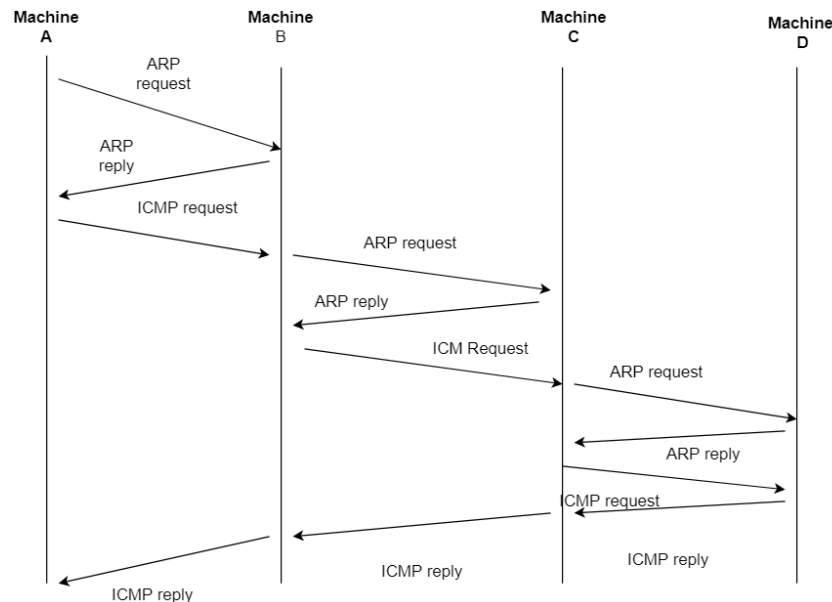 Machine
A
Machine
B
Machine
C
Machine
D
ARP
request
ARP
reply
ICMP request
ARP request
ARP reply
ICM Request
ARP request
ARP reply
ICMP request
ICMP reply
ICMP reply
ICMP reply